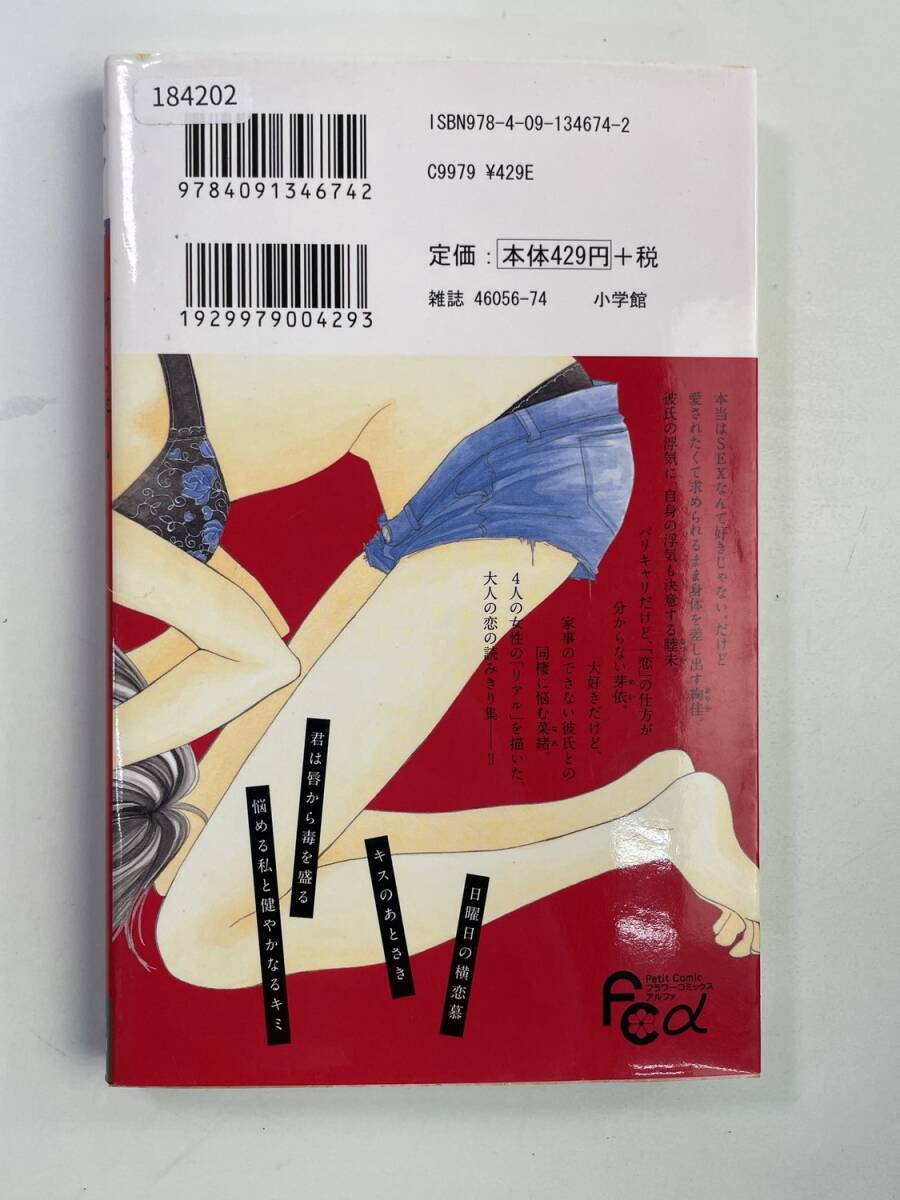 184202
9784091346742
ISBN978-4-09-134674-2
C9979 ¥429E
1929979004293
定価：本体429円+税
雑誌 46056-74 小学館
本当はSEXなんて好きじゃない。だけど
愛されたくて求められるまま身体を差し出す絢佳。
彼氏の浮気に、自身の浮気も決意する睦未。
バリキャリだけど、「恋」の仕方が
分からない芽依。
大好きだけど、
家事のできない彼氏との
同棲に悩む菜緒。
4人の女性の「リアル」を描いた、
大人の恋の読みきり集――!!
日曜日の横恋慕
キスのあとさき
君は唇から毒を盛る
悩める私と健やかなるキミ
Petit Comic
フラワーコミックス
アルファ
FCα